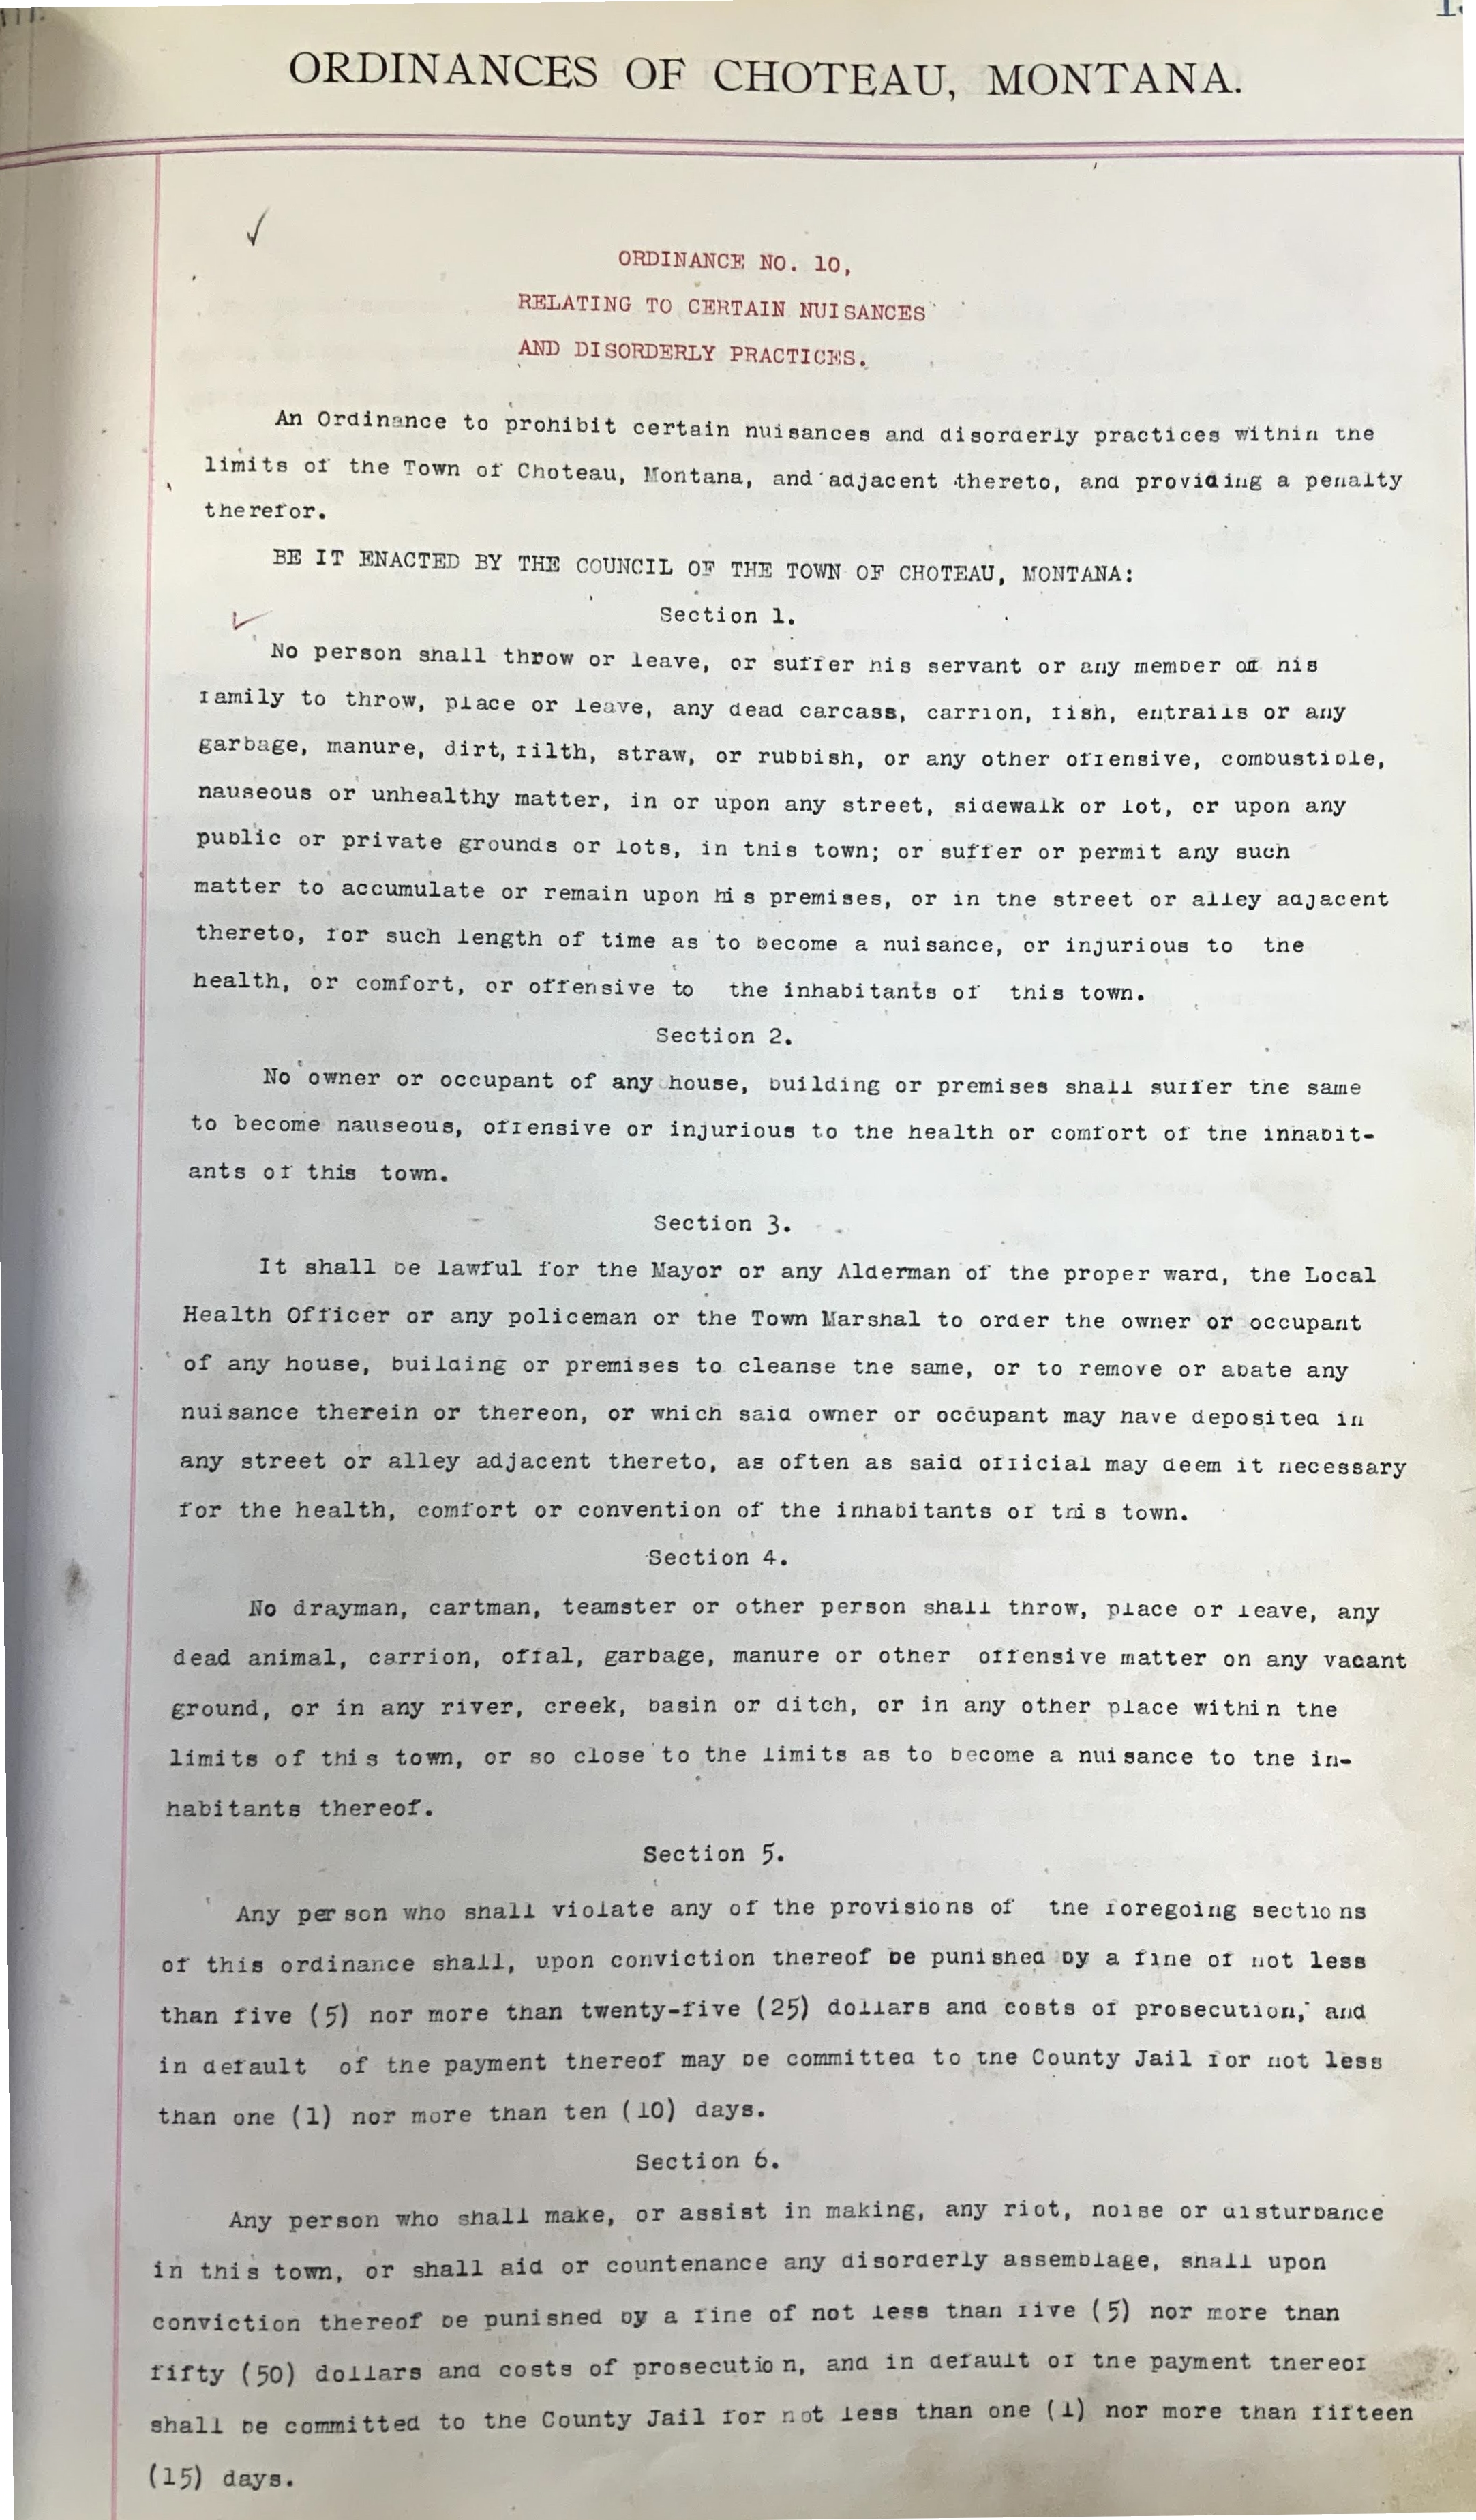 ORDINANCES OF CHOTEAU, MONTANA.
ORDINANCE NO. 10,
RELATING TO CERTAIN NUISANCES
AND DISORDERLY PRACTICES.
An Ordinance to prohibit certain nuisances and disorderly practices within the
limits of the Town of Choteau, Montana, and adjacent thereto, and providing a penalty
therefor.
BE IT ENACTED BY THE COUNCIL OF THE TOWN OF CHOTEAU, MONTANA:
Section 1.
No person shall throw or leave, or suffer his servant or any member of his
family to throw, place or leave, any dead carcass, carrion, fish, entrails or any
garbage, manure, dirt, filth, straw, or rubbish, or any other offensive, combustible,
nauseous or unhealthy matter, in or upon any street, sidewalk or lot, or upon any
public or private grounds or lots, in this town; or suffer or permit any such
matter to accumulate or remain upon his premises, or in the street or alley adjacent
thereto, for such length of time as to become a nuisance, or injurious to the
health, or comfort, or offensive to the inhabitants of this town.
Section 2.
No owner or occupant of any house, building or premises shall suffer the same
to become nauseous, offensive or injurious to the health or comfort of the inhabit-
ants of this town.
Section 3.
It shall be lawful for the Mayor or any Alderman of the proper ward, the Local
Health Officer or any policeman or the Town Marshal to order the owner or occupant
of any house, building or premises to cleanse the same, or to remove or abate any
nuisance therein or thereon, or which said owner or occupant may have deposited in
any street or alley adjacent thereto, as often as said official may deem it necessary
for the health, comfort or convention of the inhabitants of this town.
Section 4.
No drayman, cartman, teamster or other person shall throw, place or leave, any
dead animal, carrion, offal, garbage, manure or other offensive matter on any vacant
ground, or in any river, creek, basin or ditch, or in any other place within the
limits of this town, or so close to the limits as to become a nuisance to the in-
habitants thereof.
Section 5.
Any person who shall violate any of the provisions of the foregoing sections
of this ordinance shall, upon conviction thereof be punished by a fine of not less
than five (5) nor more than twenty-five (25) dollars and costs of prosecution, and
in default of the payment thereof may be committed to the County Jail for not less
than one (1) nor more than ten (10) days.
Section 6.
Any person who shall make, or assist in making, any riot, noise or disturbance
in this town, or shall aid or countenance any disorderly assemblage, shall upon
conviction thereof be punished by a fine of not less than five (5) nor more than
fifty (50) dollars and costs of prosecution, and in default of the payment thereof
shall be committed to the County Jail for not less than one (1) nor more than fifteen
(15) days.